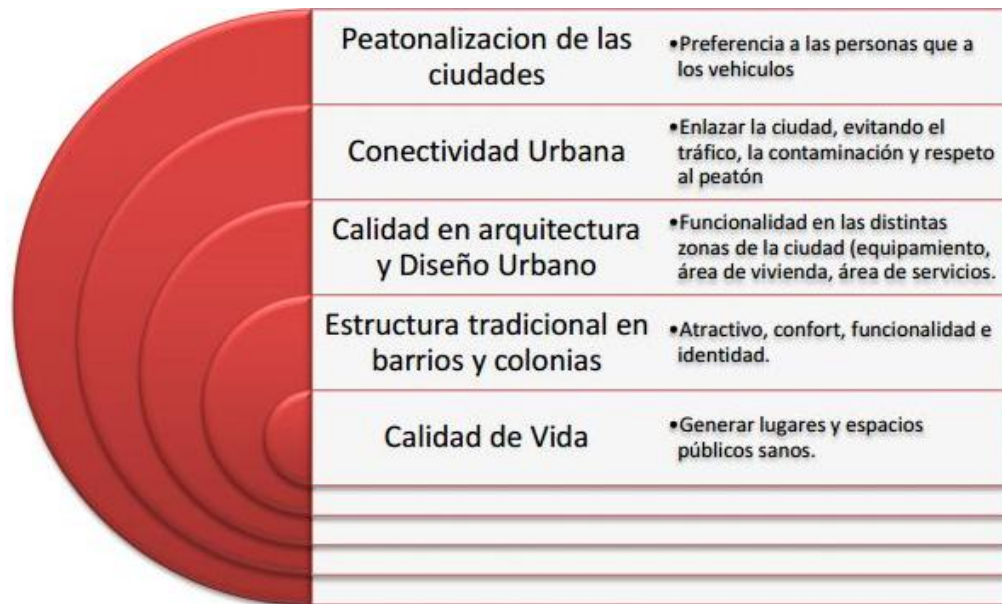 Peatonalizacion de las
ciudades
•Preferencia a las personas que a
los vehiculos
Conectividad Urbana
•Enlazar la ciudad, evitando el
tráfico, la contaminación y respeto
al peatón
Calidad en arquitectura
y Diseño Urbano
•Funcionalidad en las distintas
zonas de la ciudad (equipamiento,
área de vivienda, área de servicios.
Estructura tradicional en
barrios y colonias
•Atractivo, confort, funcionalidad e
identidad.
Calidad de Vida
•Generar lugares y espacios
públicos sanos.